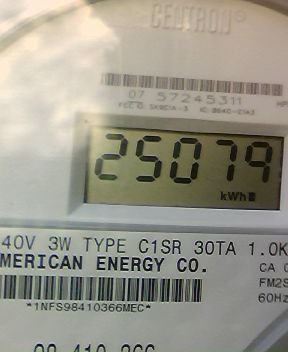 CENTRON®
07 57245311
25079
kWh
40V 3W TYPE C1SR 30TA 1.0K
MERICAN ENERGY CO.
CA 0
FM2S
60Hz
*1NFS98410366MEC*